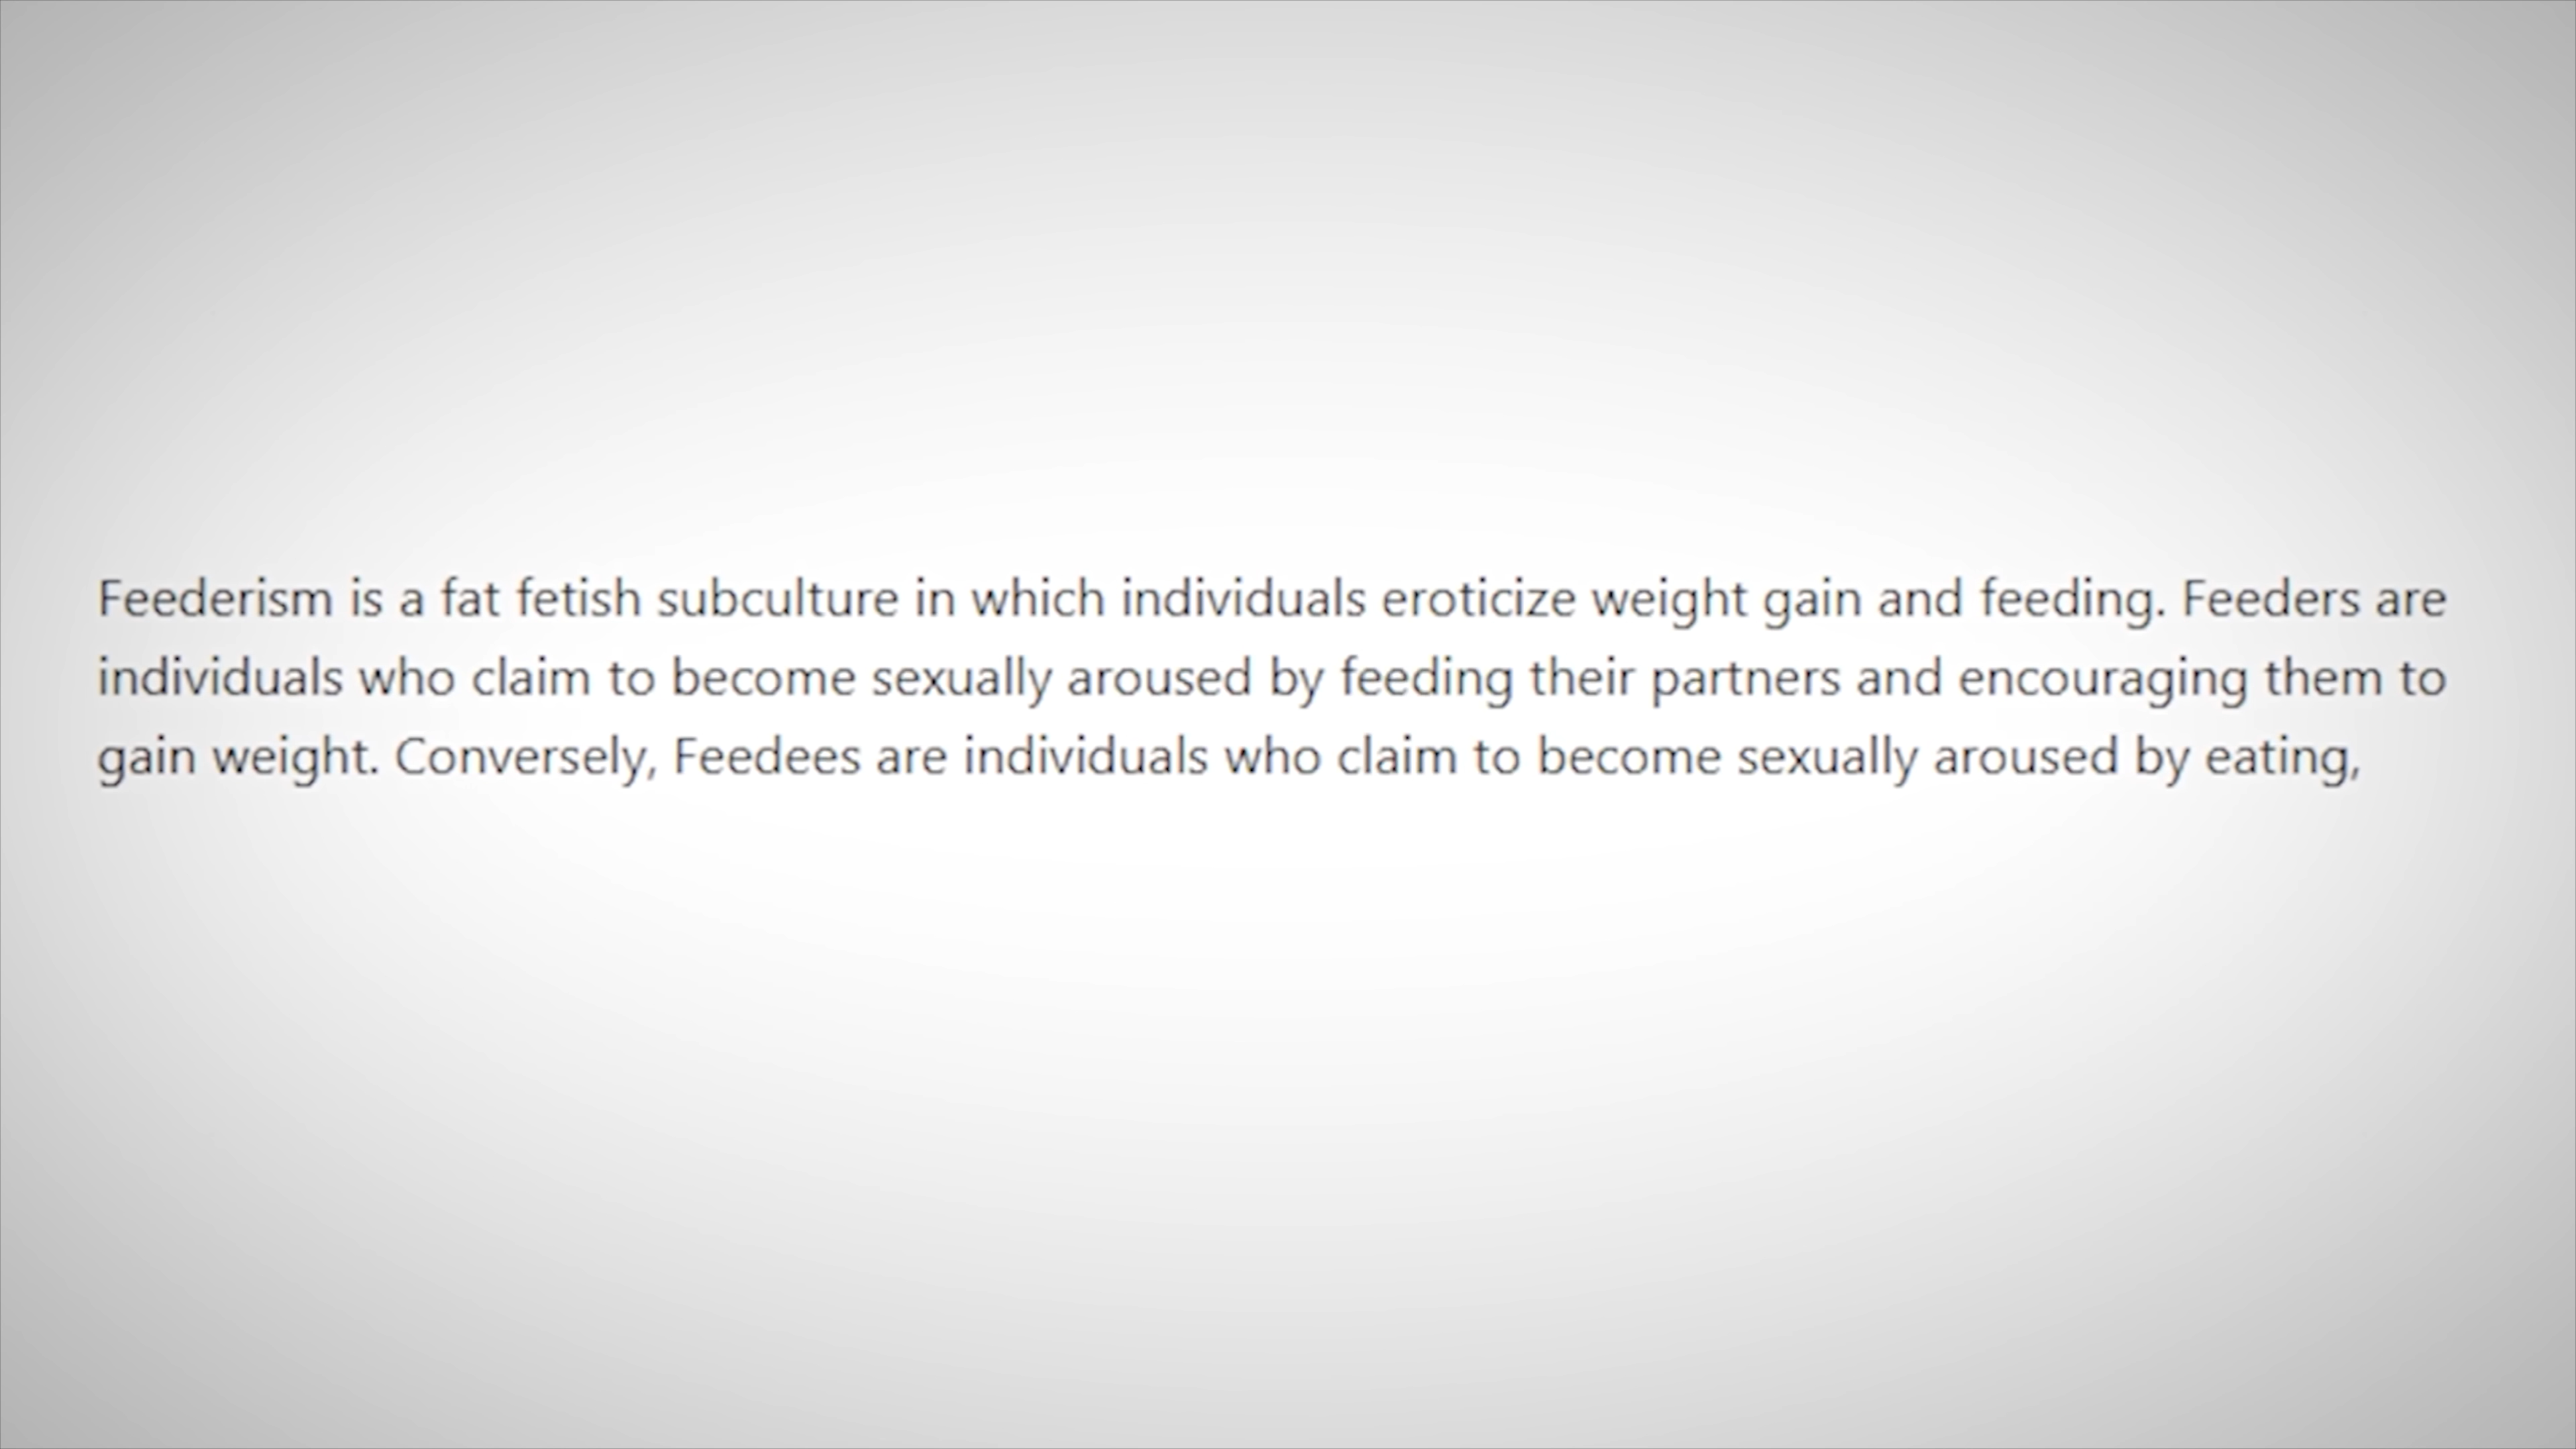 Feederism is a fat fetish subculture in which individuals eroticize weight gain and feeding. Feeders are
individuals who claim to become sexually aroused by feeding their partners and encouraging them to
gain weight. Conversely, Feedees are individuals who claim to become sexually aroused by eating,